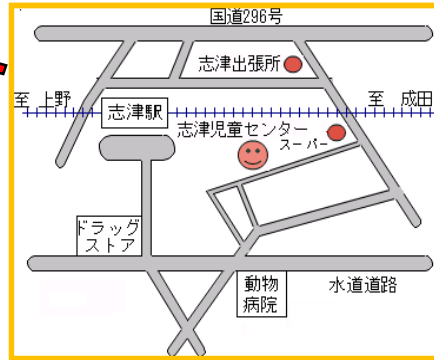 国道296号
志津出張所
至 上野
至 成田
志津駅
志津児童センター
スーパー
ドラッグ
ストア
動物
病院
水道道路